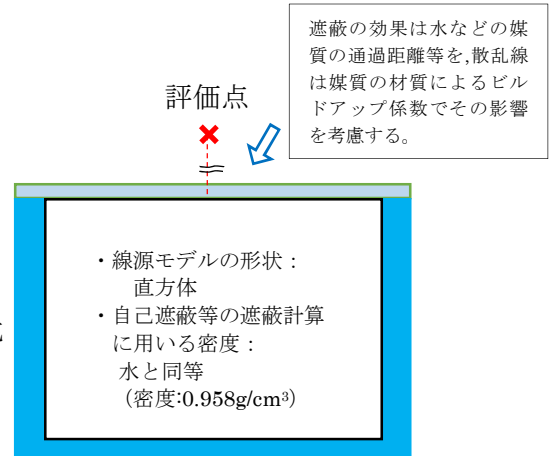 遮蔽の効果は水などの媒
質の通過距離等を,散乱線
は媒質の材質によるビル
ドアップ係数でその影響
を考慮する。
評価点
・線源モデルの形状：
直方体
・自己遮蔽等の遮蔽計算
に用いる密度：
水と同等
（密度:0.958g/cm³）